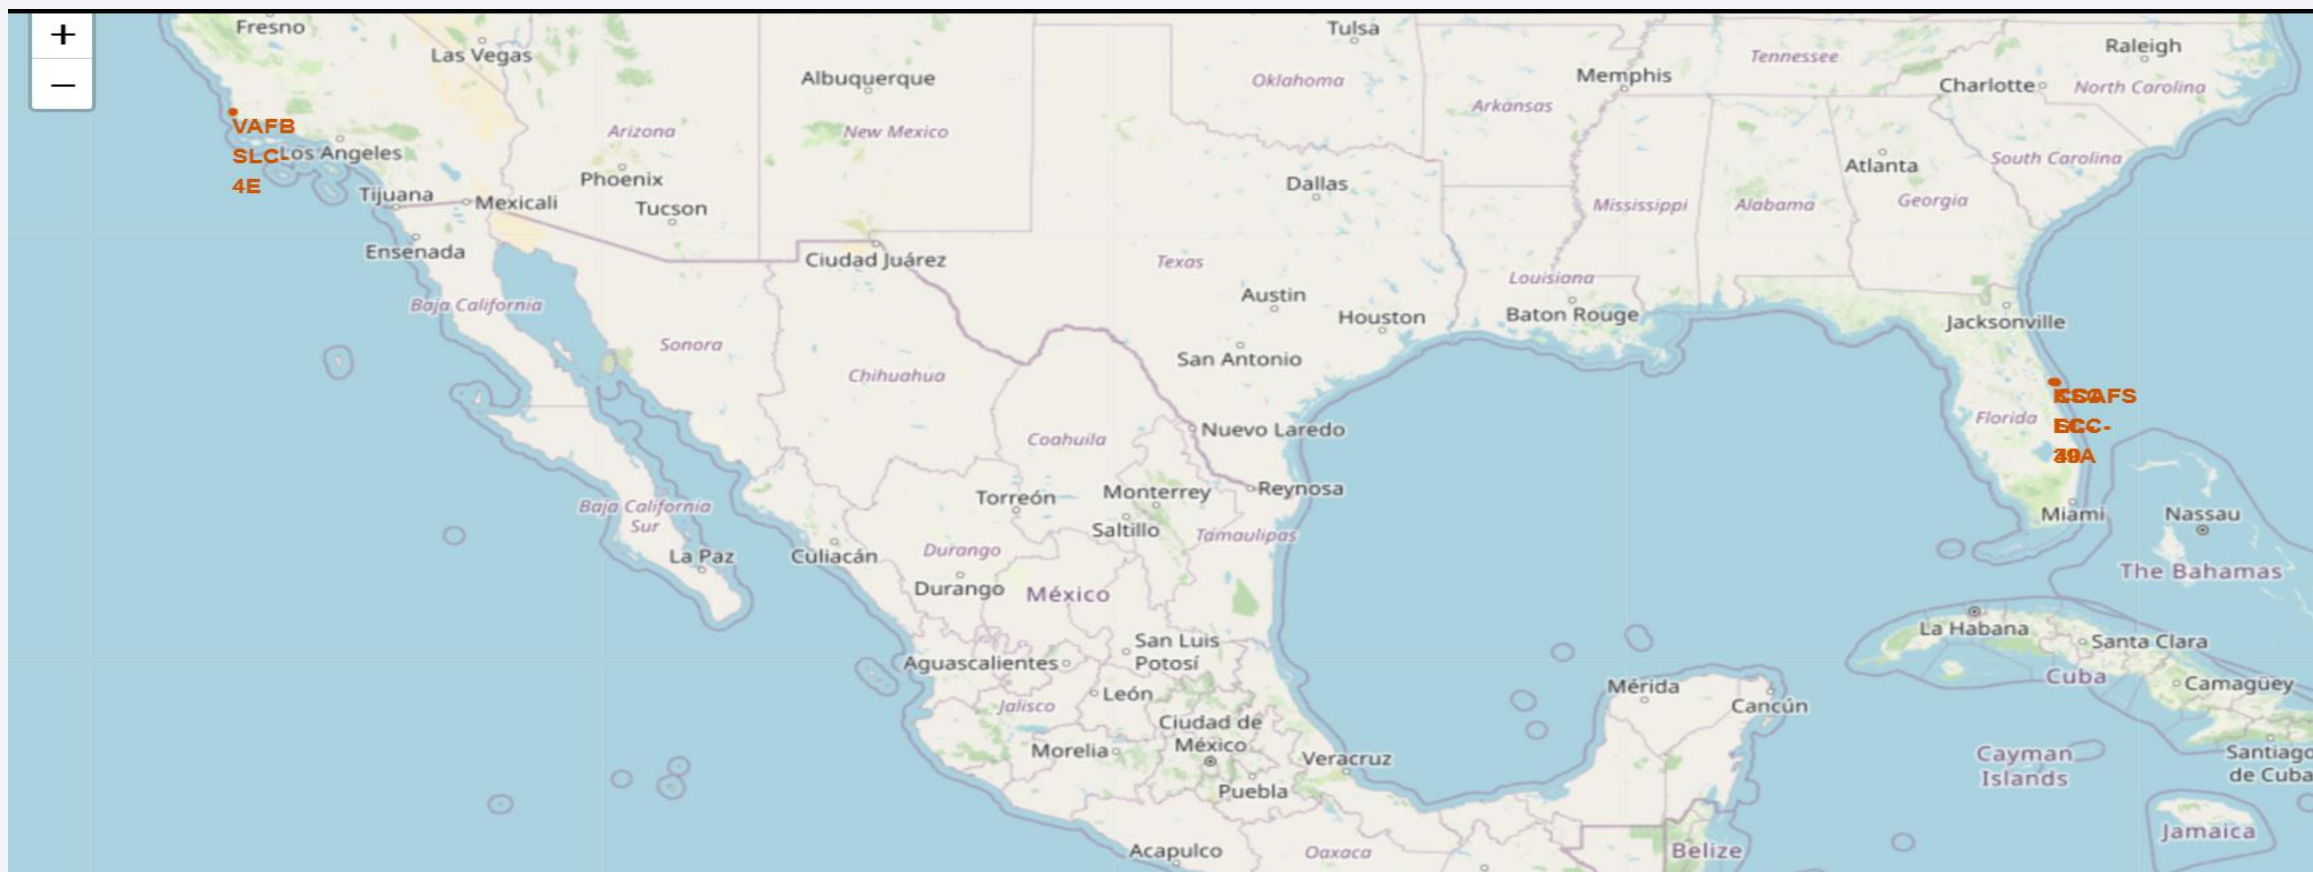 +
−
Fresno
Las Vegas
Albuquerque
Tulsa
Oklahoma
Memphis
Tennessee
Raleigh
Charlotte
North Carolina
VAFB
SLC-
4E
Los Angeles
Arizona
New Mexico
Arkansas
Phoenix
Tucson
Dallas
Atlanta
South Carolina
Tijuana
Mexicali
Mississippi
Alabama
Georgia
Ensenada
Ciudad Juárez
Texas
Louisiana
Baja California
Austin
Houston
Baton Rouge
Jacksonville
Sonora
San Antonio
Chihuahua
Florida
Coahuila
Nuevo Laredo
Torreón
Monterrey
Reynosa
Baja California
Sur
Saltillo
Tamaulipas
Miami
Nassau
La Paz
Culiacán
Durango
Durango
México
The Bahamas
San Luis
Potosí
La Habana
Santa Clara
Aguascalientes
León
Jalisco
Mérida
Cancún
Cuba
Camagüey
Ciudad de
México
Morelia
Veracruz
Puebla
Cayman
Islands
Santiago
de Cuba
Acapulco
Oaxaca
Belize
Jamaica